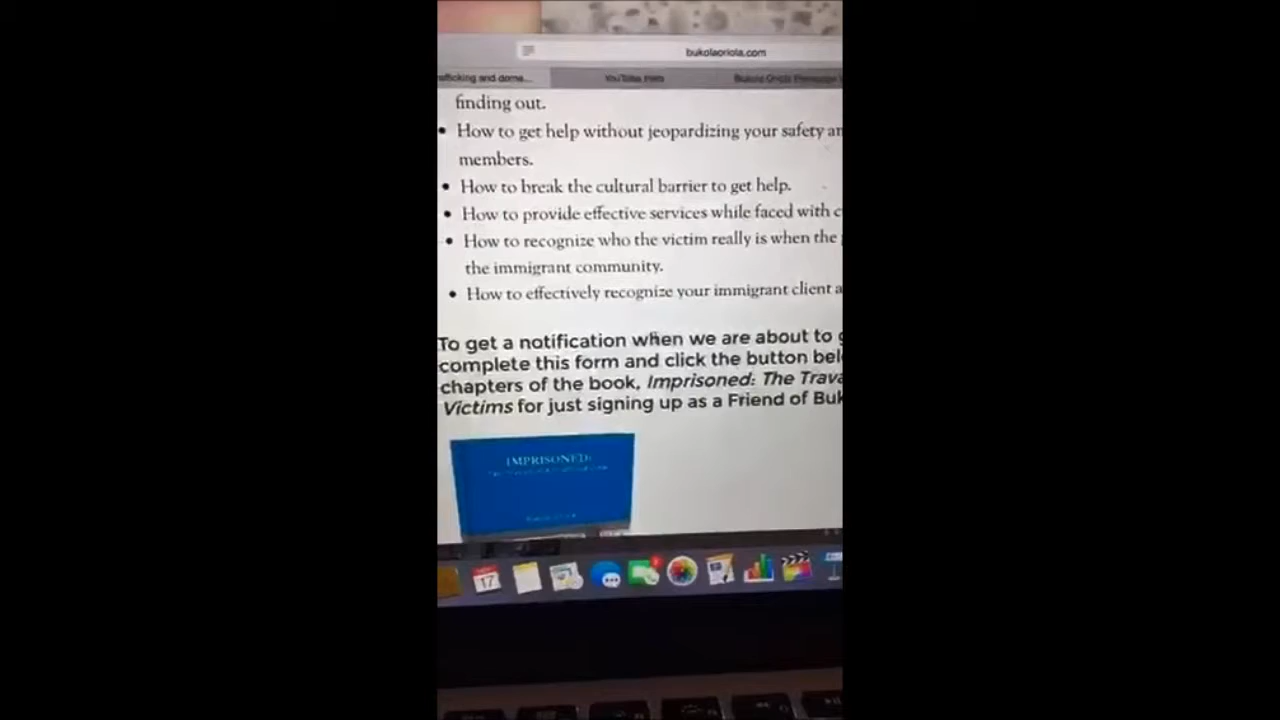 bukolaoriola.com
afficking and dome...
YouTube
finding out.
• How to get help without jeopardizing your safety an
members.
• How to break the cultural barrier to get help.
• How to provide effective services while faced with c
• How to recognize who the victim really is when the
the immigrant community.
• How to effectively recognize your immigrant client a
To get a notification when we are about to g
complete this form and click the button bel
chapters of the book, Imprisoned: The Trava
Victims for just signing up as a Friend of Buk
IMPRISONED:
17